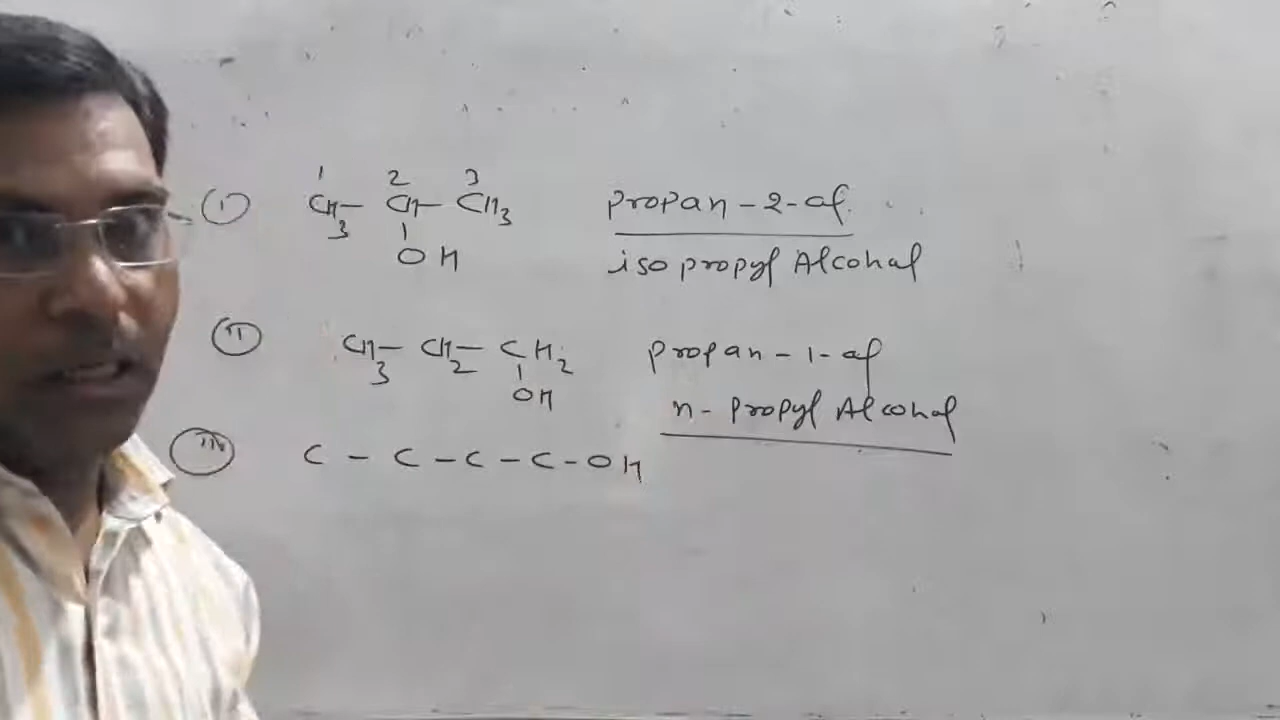 (i) 1 2 3
CH3 – CH – CH3 propan-2-ol
|
OH isopropyl Alcohal
(ii) CH3 – CH2 – CH2 propan-1-ol
|
OH n-propyl Alcohal
(iii) C – C – C – C – OH